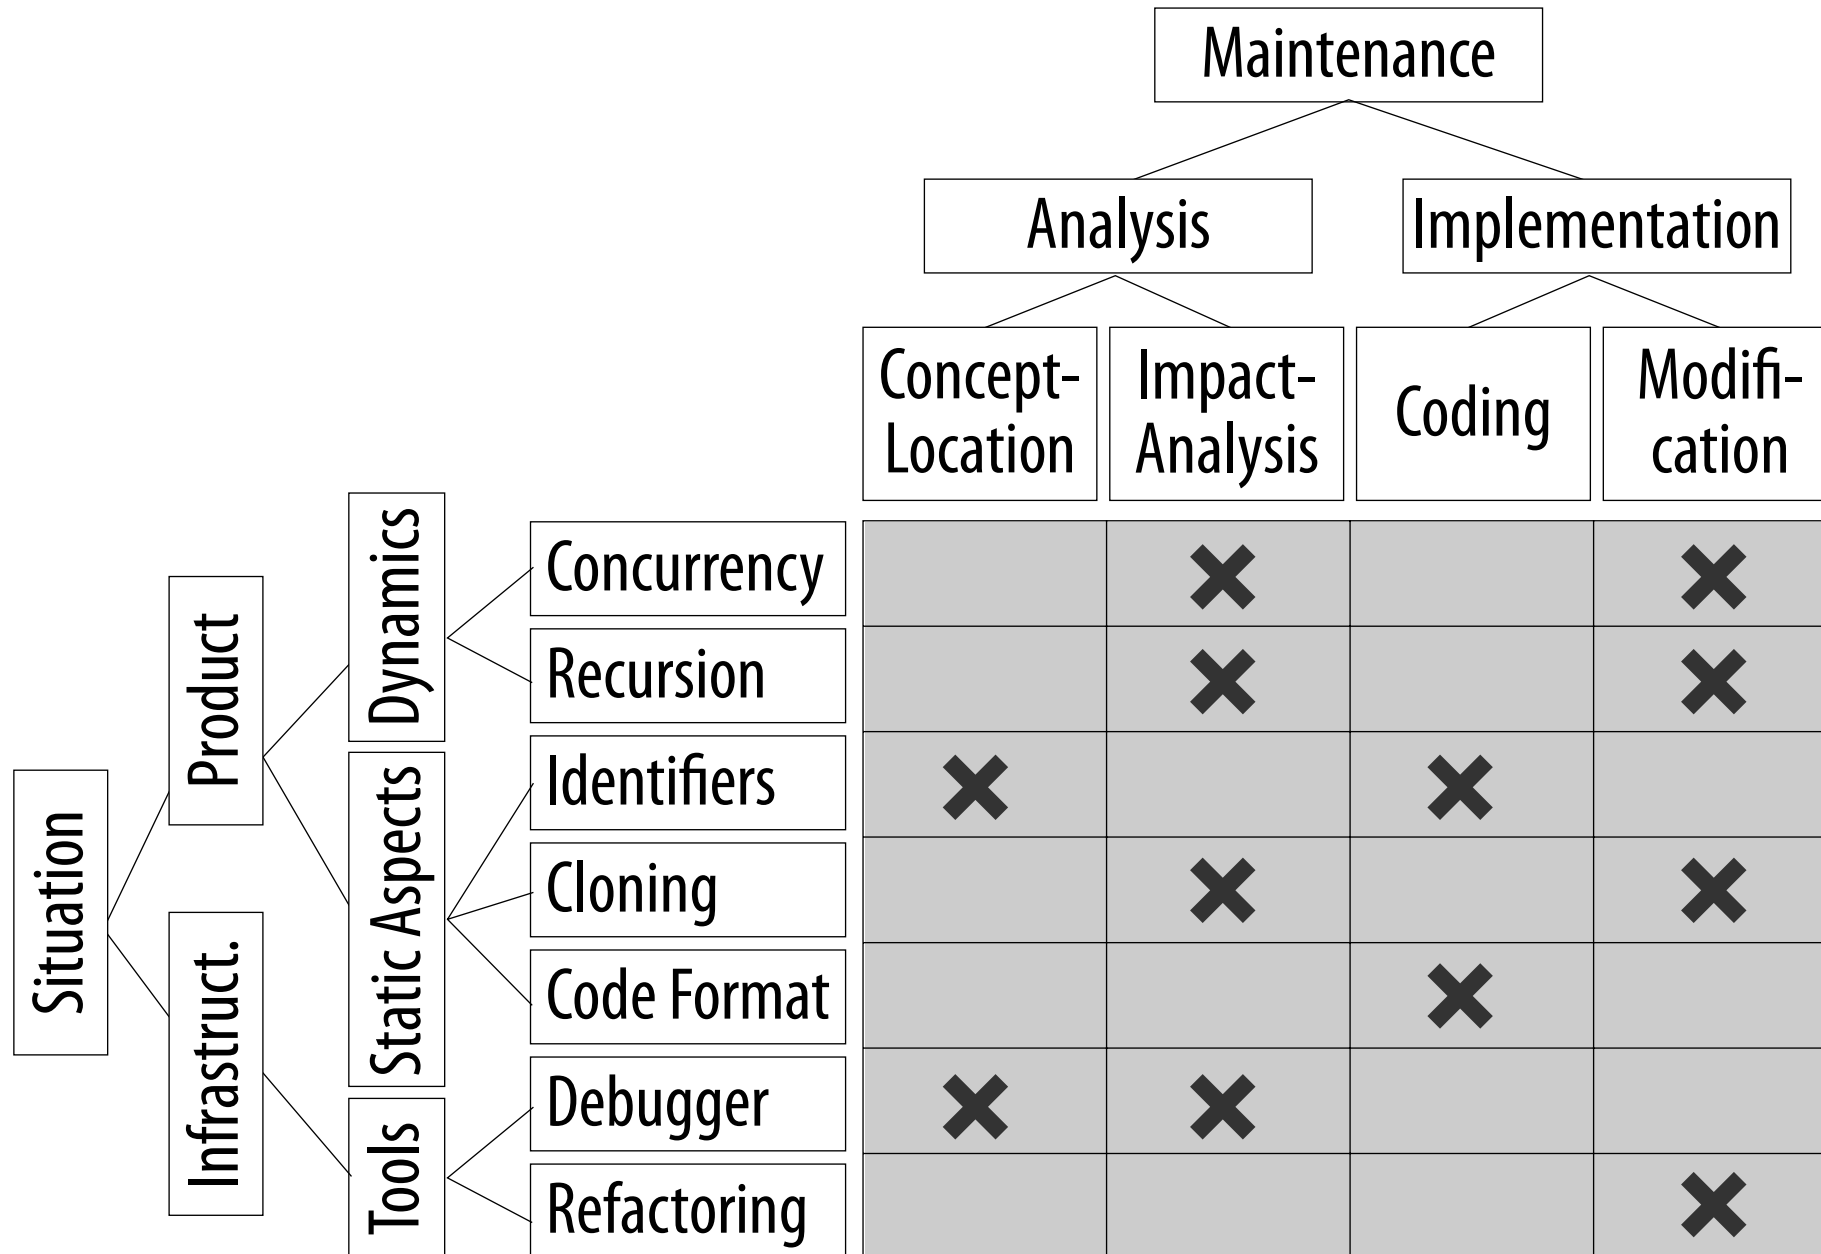 Maintenance
Analysis
Implementation
Concept-
Location
Impact-
Analysis
Coding
Modifi-
cation
Situation
Product
Infrastruct.
Dynamics
Static Aspects
Tools
Concurrency
Recursion
Identifiers
Cloning
Code Format
Debugger
Refactoring